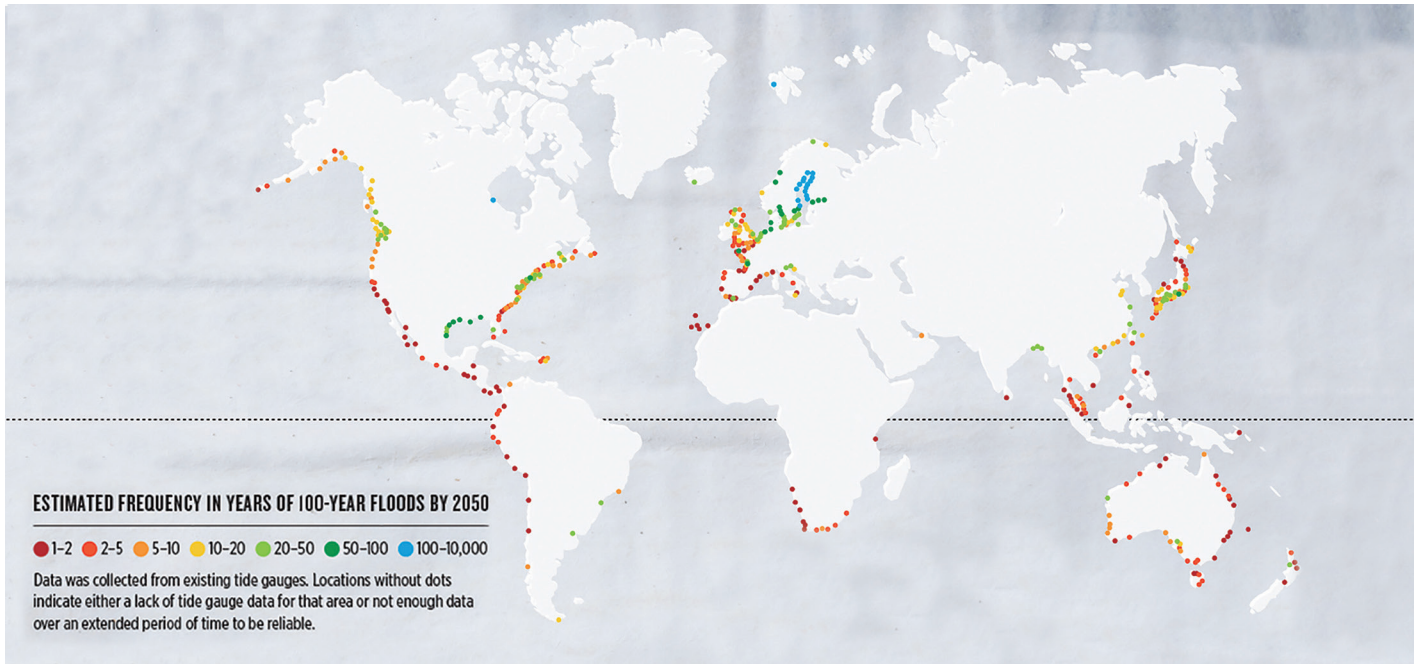 ESTIMATED FREQUENCY IN YEARS OF 100-YEAR FLOODS BY 2050
1–2 2–5 5–10 10–20 20–50 50–100 100–10,000
Data was collected from existing tide gauges. Locations without dots
indicate either a lack of tide gauge data for that area or not enough data
over an extended period of time to be reliable.